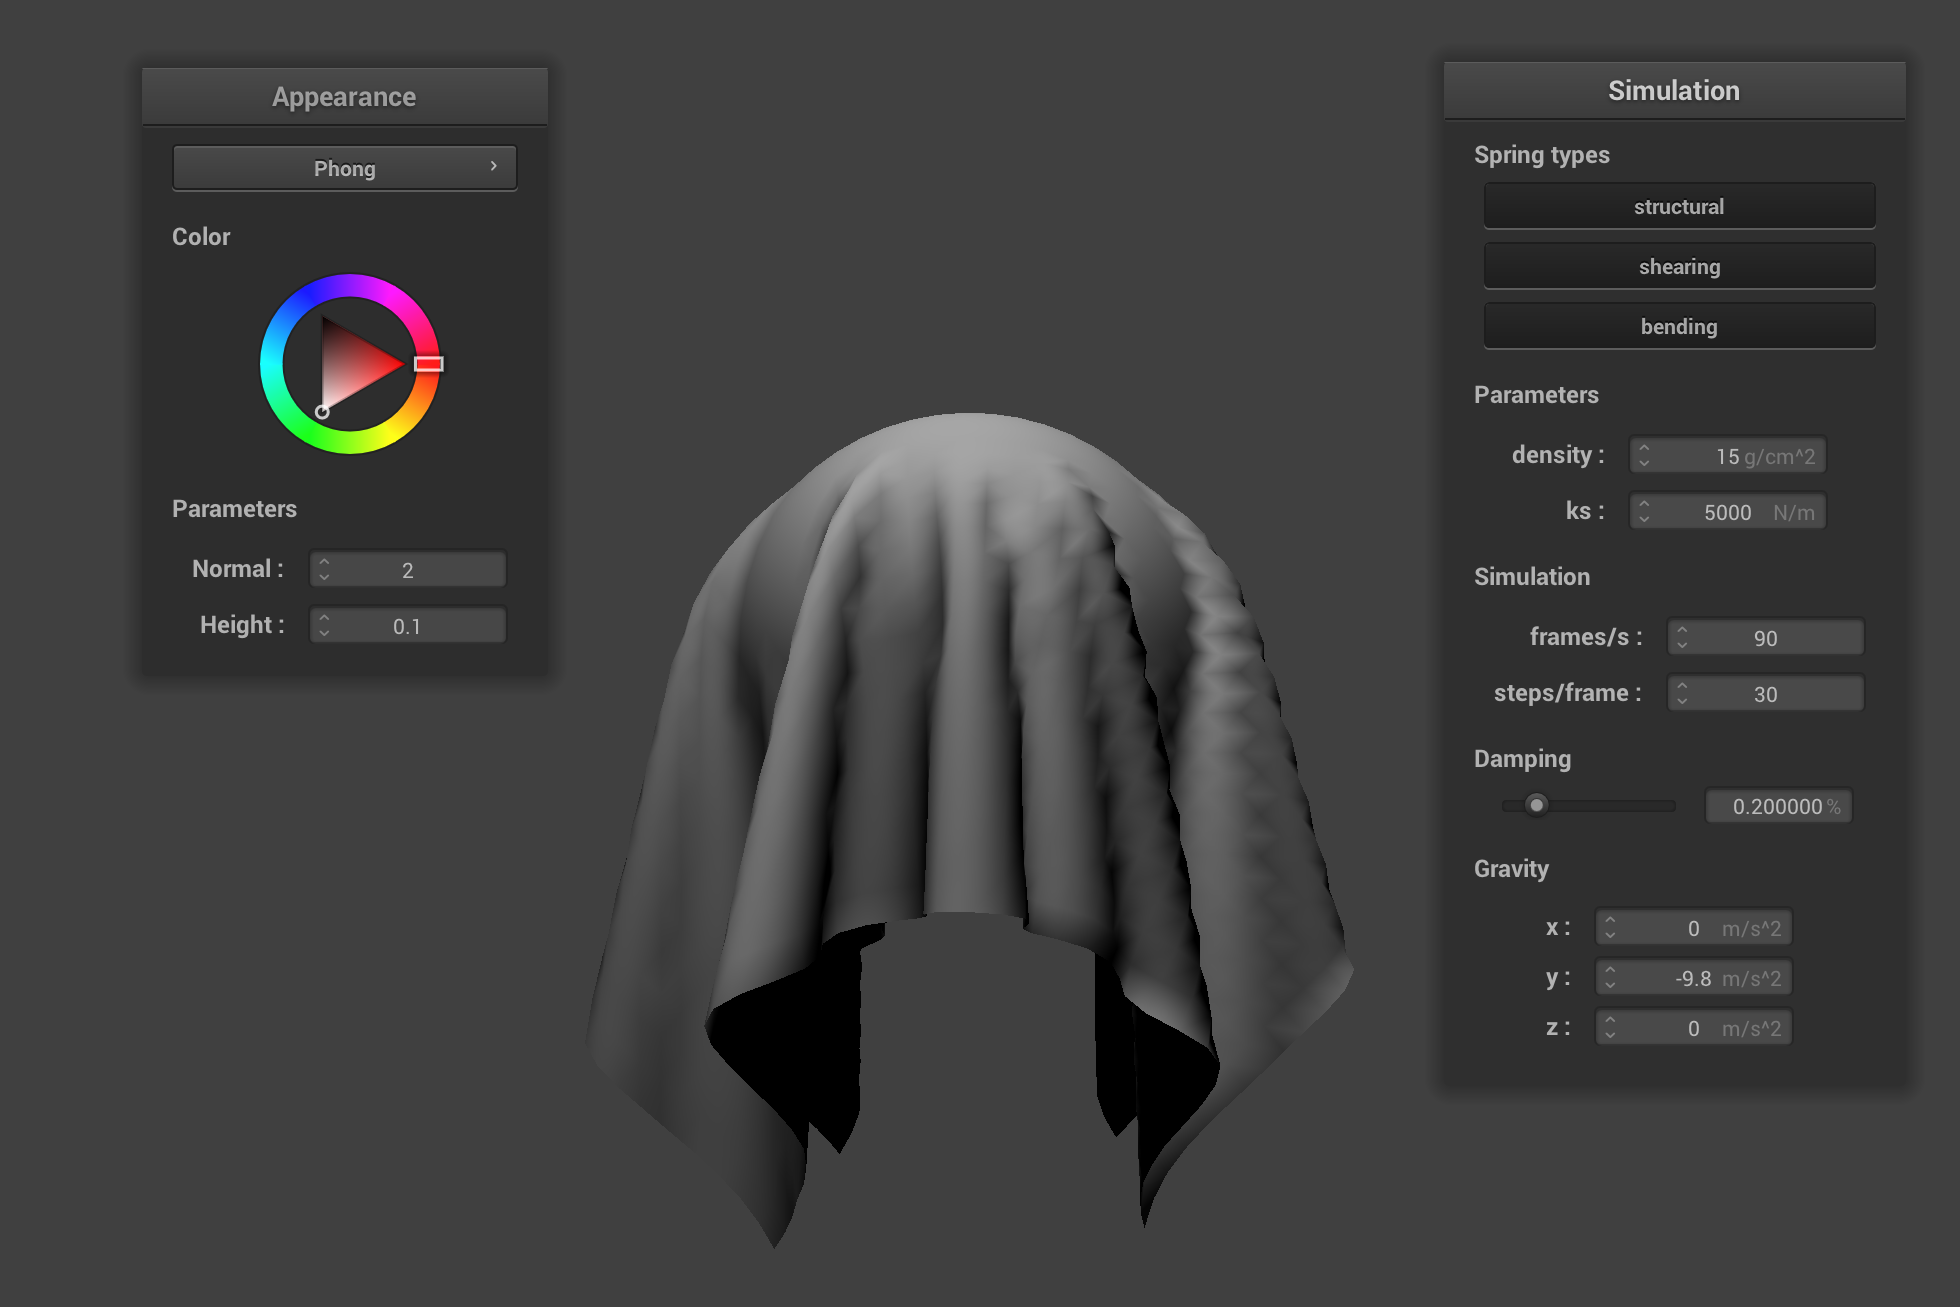 Appearance
Phong ›
Color
Parameters
Normal : 2
Height : 0.1
Simulation
Spring types
structural
shearing
bending
Parameters
density : 15 g/cm^2
ks : 5000 N/m
Simulation
frames/s : 90
steps/frame : 30
Damping
0.200000 %
Gravity
x : 0 m/s^2
y : -9.8 m/s^2
z : 0 m/s^2